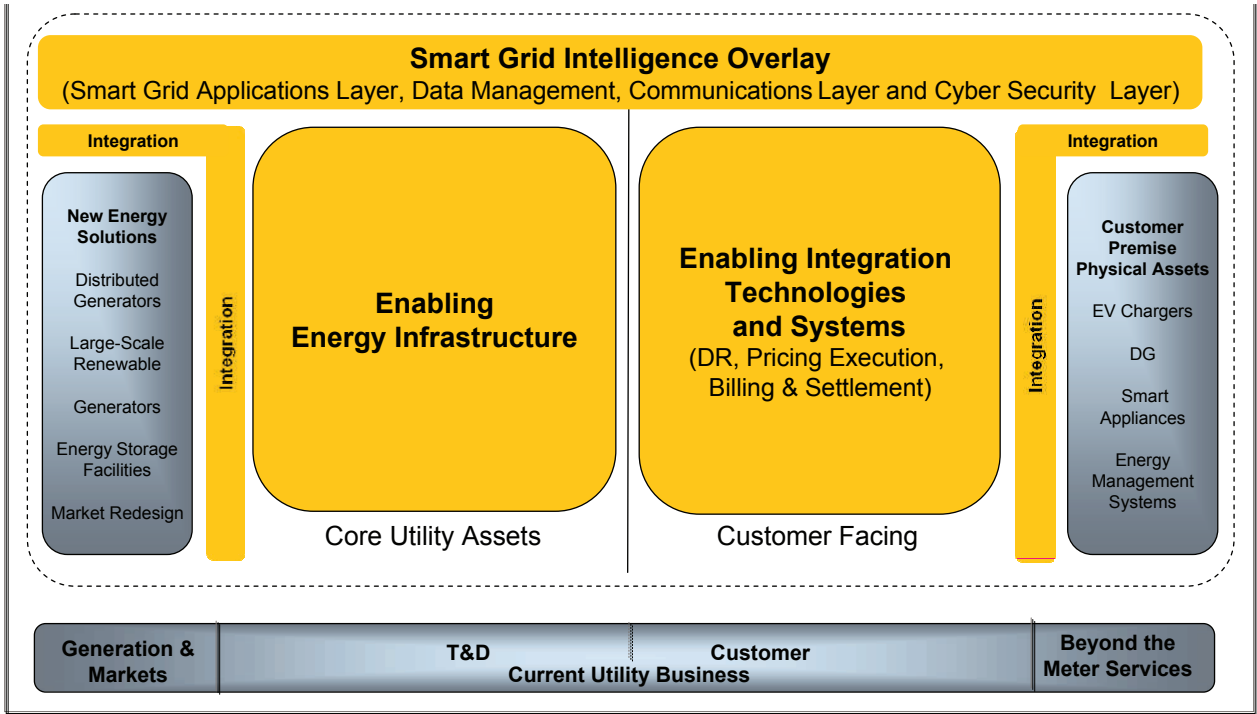 Smart Grid Intelligence Overlay
(Smart Grid Applications Layer, Data Management, Communications Layer and Cyber Security Layer)
Integration
New Energy
Solutions
Distributed
Generators
Large-Scale
Renewable
Generators
Energy Storage
Facilities
Market Redesign
Integration
Enabling
Energy Infrastructure
Core Utility Assets
Enabling Integration
Technologies
and Systems
(DR, Pricing Execution,
Billing & Settlement)
Customer Facing
Integration
Integration
Customer
Premise
Physical Assets
EV Chargers
DG
Smart
Appliances
Energy
Management
Systems
Generation &
Markets
T&D
Customer
Current Utility Business
Beyond the
Meter Services